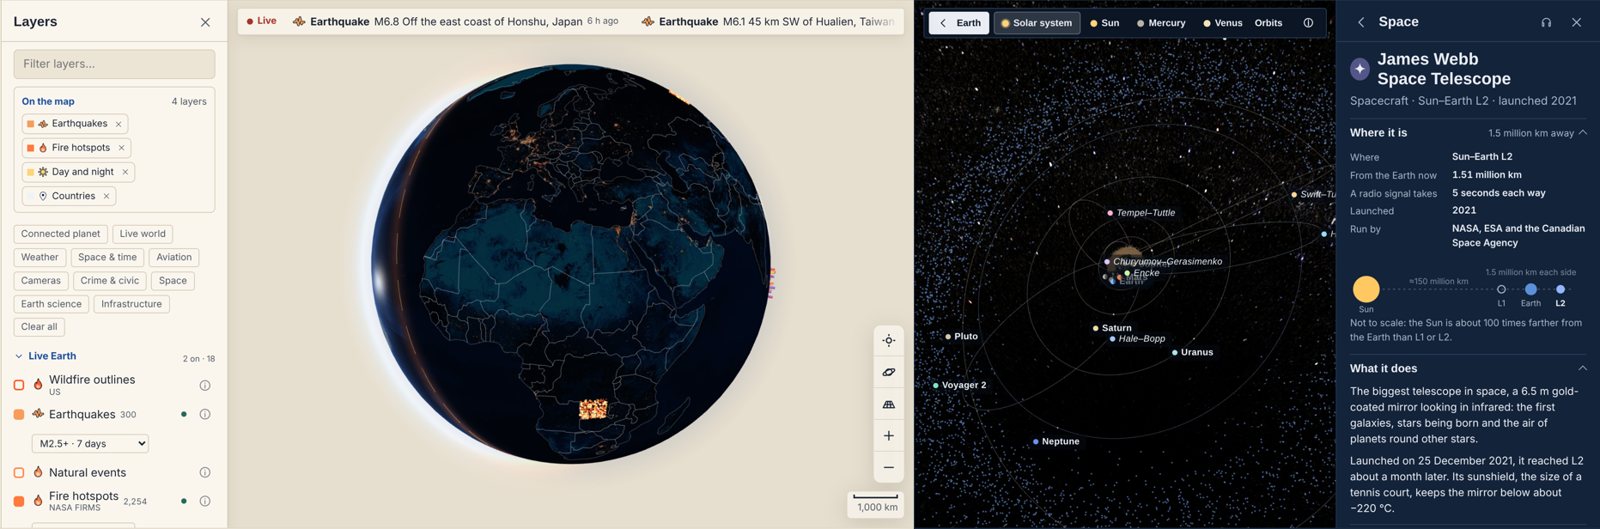 Layers
Filter layers...
On the map 4 layers
Earthquakes
Fire hotspots
Day and night
Countries
Connected planet Live world
Weather Space & time Aviation
Cameras Crime & civic Space
Earth science Infrastructure
Clear all
Live Earth 2 on · 18
Wildfire outlines
US
Earthquakes 300
M2.5+ · 7 days
Natural events
Fire hotspots 2,254
NASA FIRMS
Live Earthquake M6.8 Off the east coast of Honshu, Japan 6 h ago Earthquake M6.1 45 km SW of Hualien, Taiwan
1,000 km
Earth Solar system Sun Mercury Venus Orbits
Tempel–Tuttle
Churyumov–Gerasimenko
Encke
Earth
Saturn
Hale–Bopp
Uranus
Pluto
Voyager 2
Neptune
Space
James Webb
Space Telescope
Spacecraft · Sun–Earth L2 · launched 2021
Where it is 1.5 million km away
Where Sun–Earth L2
From the Earth now 1.51 million km
A radio signal takes 5 seconds each way
Launched 2021
Run by NASA, ESA and the Canadian
Space Agency
1.5 million km each side
≈150 million km
Sun L1 Earth L2
Not to scale: the Sun is about 100 times farther from
the Earth than L1 or L2.
What it does
The biggest telescope in space, a 6.5 m gold-
coated mirror looking in infrared: the first
galaxies, stars being born and the air of
planets round other stars.
Launched on 25 December 2021, it reached L2
about a month later. Its sunshield, the size of a
tennis court, keeps the mirror below about
−220 °C.